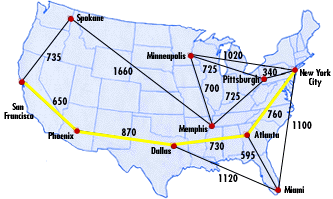 Spokane
Minneapolis
1020
725
340
Pittsburgh
New York
City
735
1660
700
725
San
Francisco
650
Memphis
760
1100
Phoenix
870
Dallas
730
Atlanta
595
1120
Miami